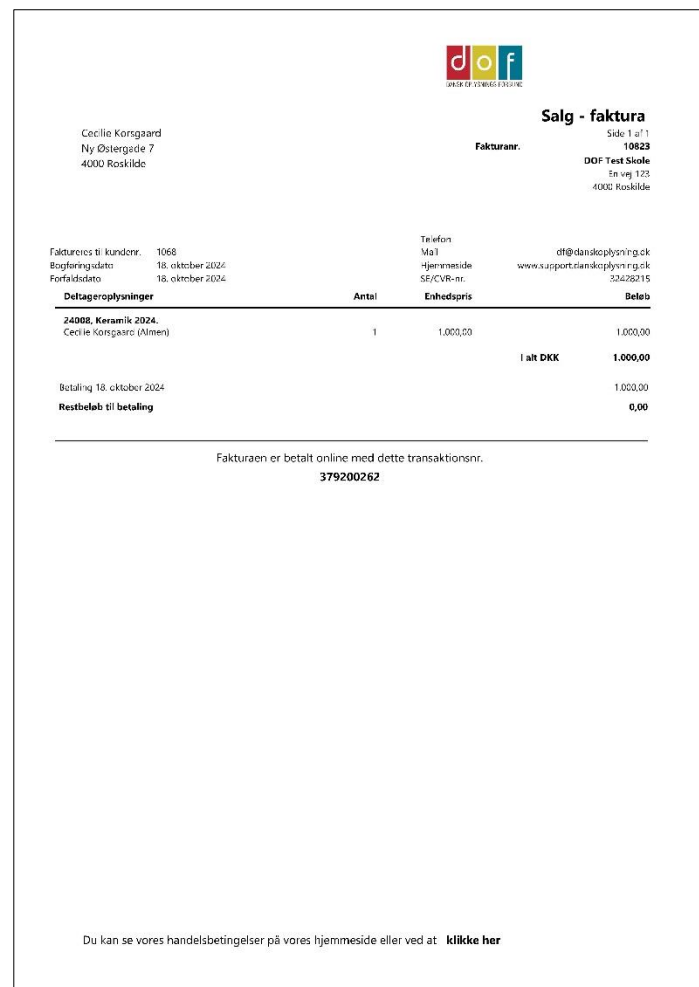 dof
DANSK OPLYSNINGS FORBUND
Salg - faktura
Cecilie Korsgaard
Ny Østergade 7
4000 Roskilde
Side 1 af 1
Fakturanr. 10823
DOF Test Skole
En vej 123
4000 Roskilde
Telefon
Faktureres til kundenr. 1068 Mail df@danskoplysning.dk
Bogføringsdato 18. oktober 2024 Hjemmeside www.support.danskoplysning.dk
Forfaldsdato 18. oktober 2024 SE/CVR-nr. 32428215
Deltageroplysninger Antal Enhedspris Beløb
24008, Keramik 2024.
Cecilie Korsgaard (Almen) 1 1.000,00 1.000,00
I alt DKK 1.000,00
Betaling 18. oktober 2024 1.000,00
Restbeløb til betaling 0,00
Fakturaen er betalt online med dette transaktionsnr.
379200262
Du kan se vores handelsbetingelser på vores hjemmeside eller ved at klikke her